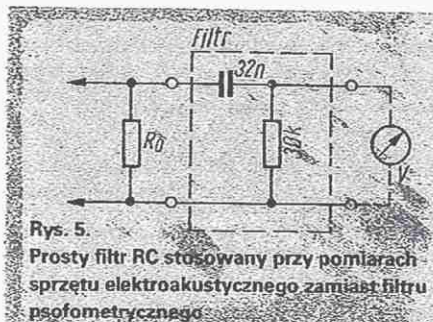 Filtr
32n
R₀
30k
V
Rys. 5.
Prosty filtr RC stosowany przy pomiarach
sprzętu elektroakustycznego zamiast filtru
psofometrycznego